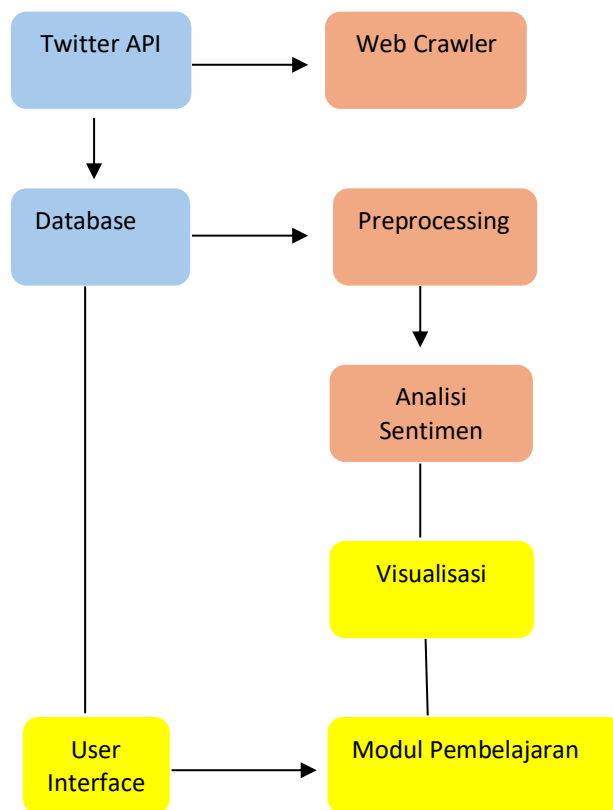 Twitter API
Web Crawler
Database
Preprocessing
Analisi
Sentimen
Visualisasi
User
Interface
Modul Pembelajaran